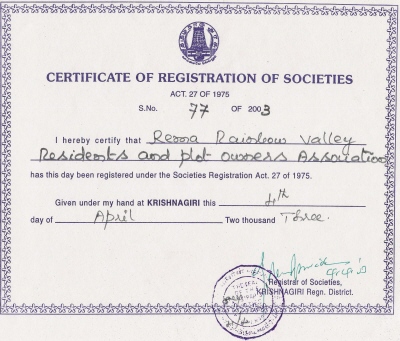 CERTIFICATE OF REGISTRATION OF SOCIETIES
ACT. 27 OF 1975
S.No. 77 OF 2003
I hereby certify that Rema Rainbow Valley
Residents and plot owners Association
has this day been registered under the Societies Registration Act. 27 of 1975.
Given under my hand at KRISHNAGIRI this 4th
day of April Two thousand Three.
Registrar of Societies,
KRISHNAGIRI Regn. District.